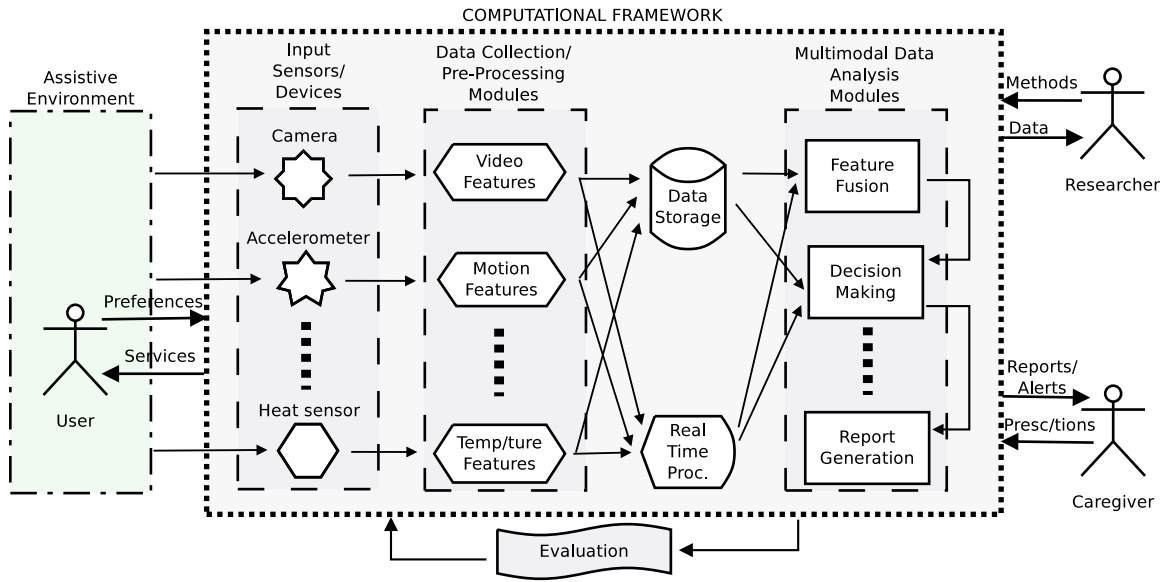 COMPUTATIONAL FRAMEWORK
Assistive
Environment
Input
Sensors/
Devices
Data Collection/
Pre-Processing
Modules
Multimodal Data
Analysis
Modules
Camera
Accelerometer
Heat sensor
Video
Features
Motion
Features
Temp/ture
Features
Data
Storage
Real
Time
Proc.
Feature
Fusion
Decision
Making
Report
Generation
Preferences
Services
User
Methods
Data
Researcher
Reports/
Alerts
Presc/tions
Caregiver
Evaluation